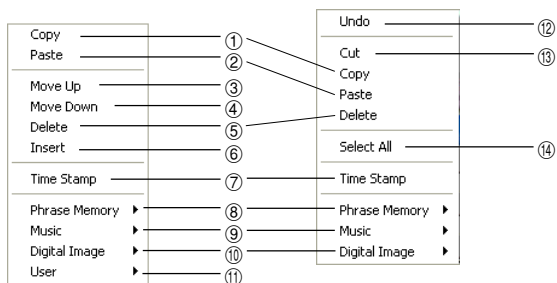 Copy
Paste
Move Up
Move Down
Delete
Insert
Time Stamp
Phrase Memory
Music
Digital Image
User
①
②
③
④
⑤
⑥
⑦
⑧
⑨
⑩
⑪
Undo
Cut
Copy
Paste
Delete
Select All
Time Stamp
Phrase Memory
Music
Digital Image
⑫
⑬
⑭